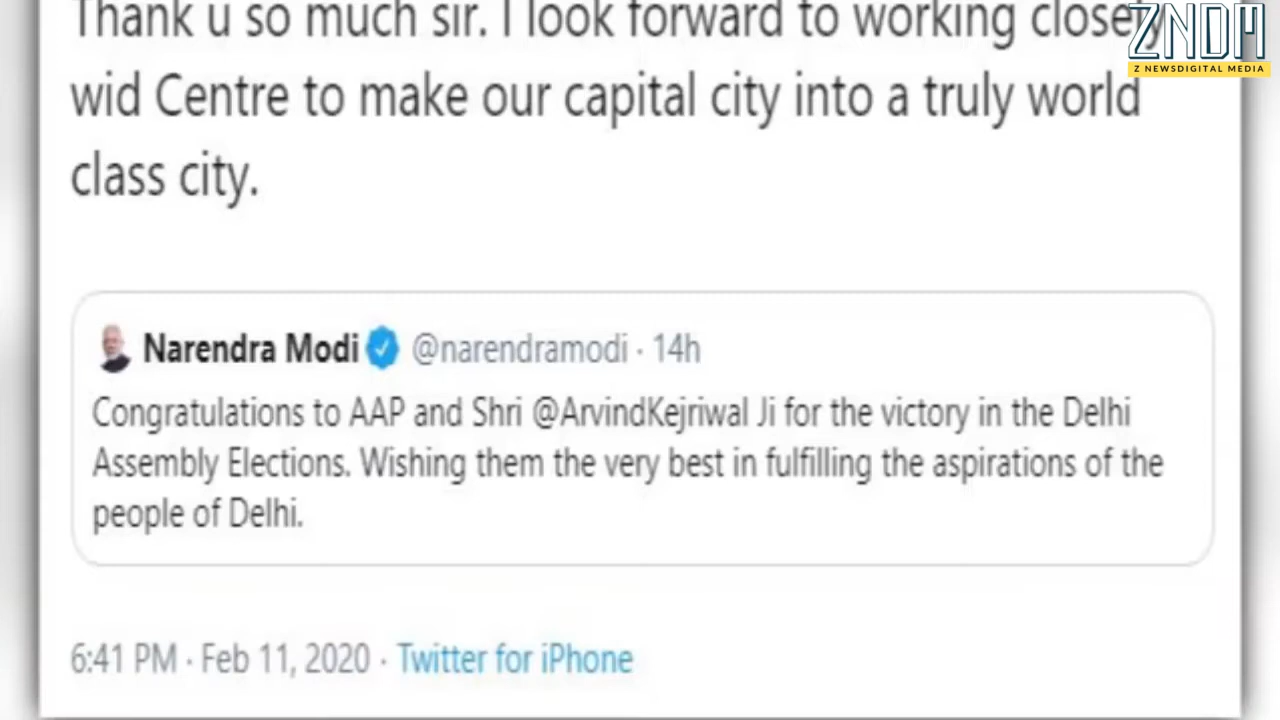 Thank u so much sir. I look forward to working closely
wid Centre to make our capital city into a truly world
class city.
Narendra Modi @narendramodi · 14h
Congratulations to AAP and Shri @ArvindKejriwal Ji for the victory in the Delhi
Assembly Elections. Wishing them the very best in fulfilling the aspirations of the
people of Delhi.
6:41 PM · Feb 11, 2020 · Twitter for iPhone
ZNDM
Z NEWSDIGITAL MEDIA